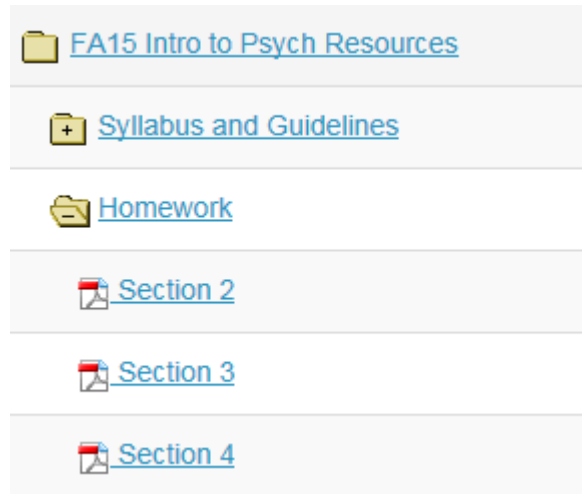 FA15 Intro to Psych Resources
Syllabus and Guidelines
Homework
Section 2
Section 3
Section 4